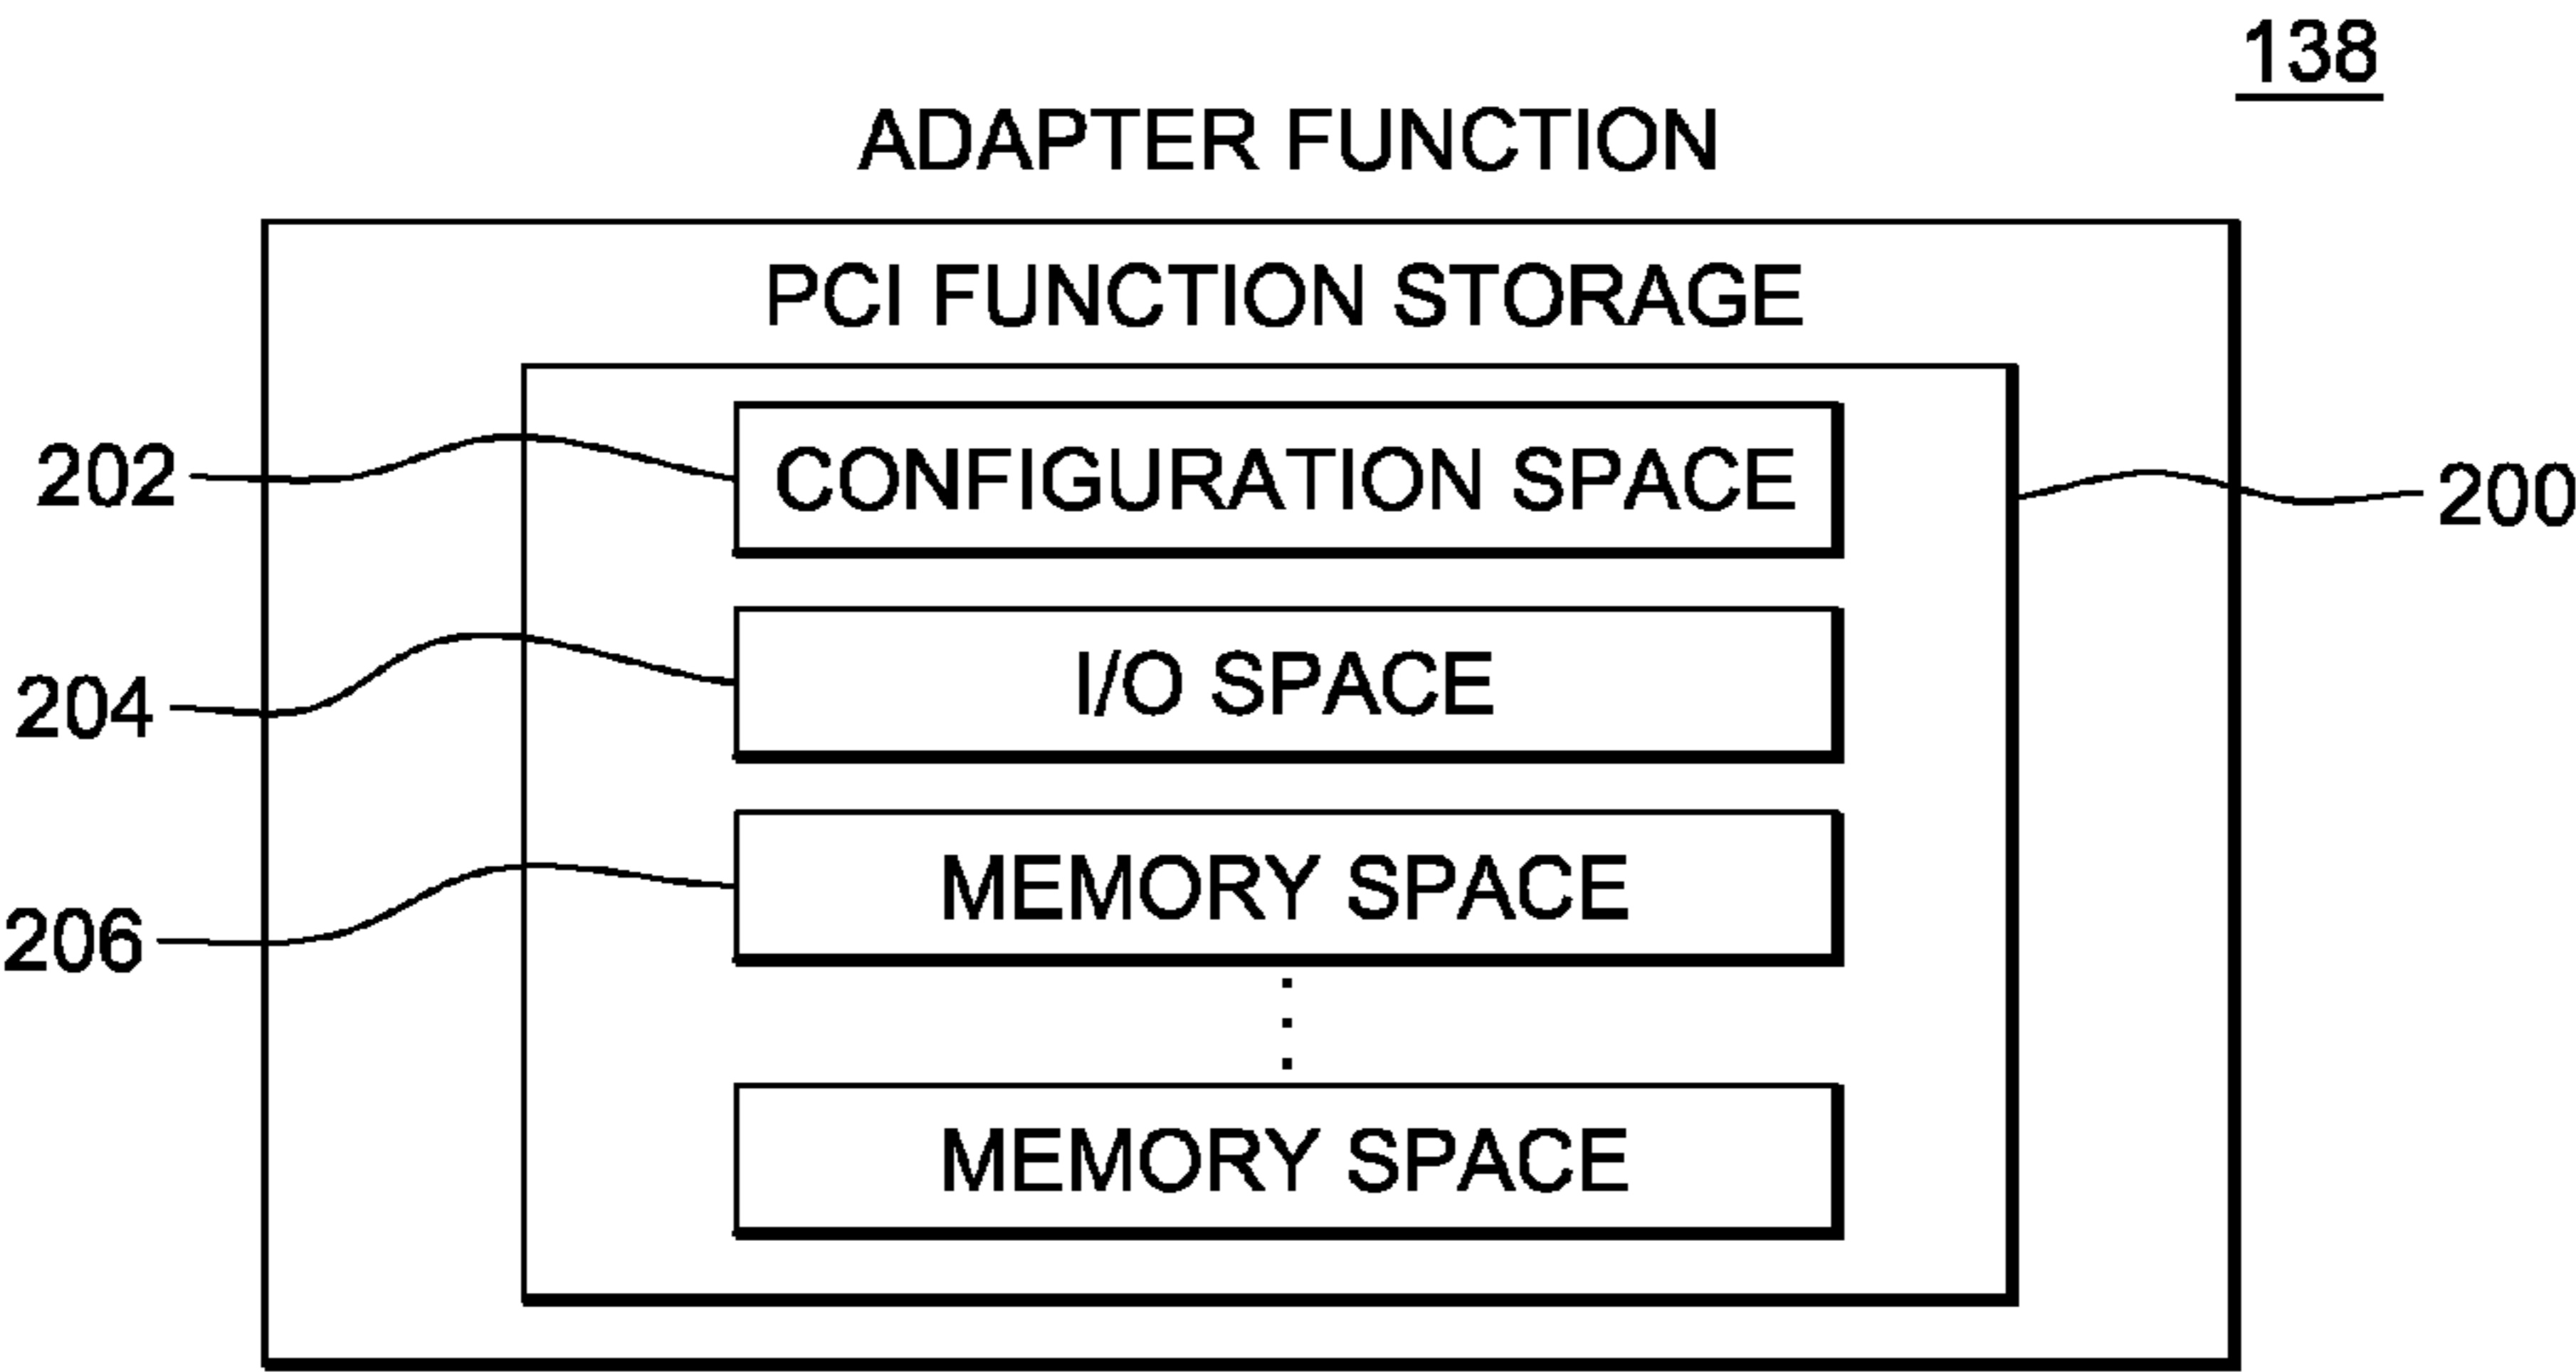 138
ADAPTER FUNCTION
PCI FUNCTION STORAGE
202
CONFIGURATION SPACE
200
204
I/O SPACE
206
MEMORY SPACE
MEMORY SPACE